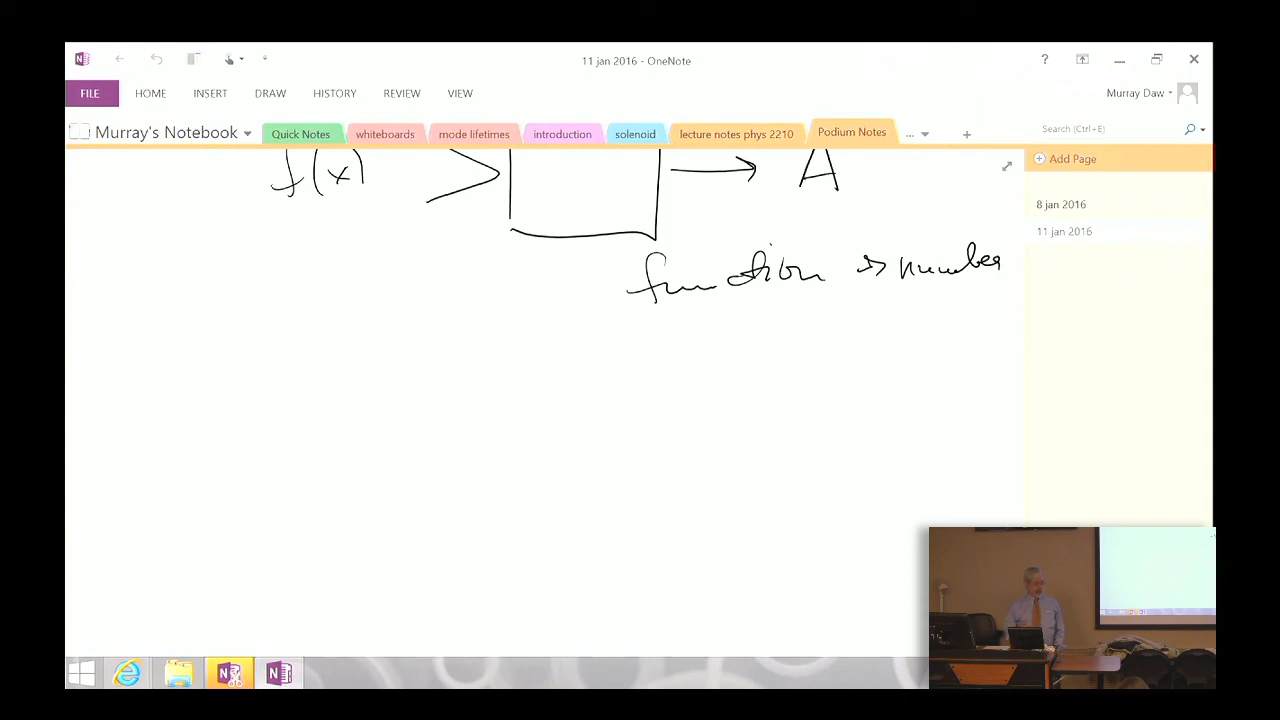 11 jan 2016 - OneNote
FILE HOME INSERT DRAW HISTORY REVIEW VIEW Murray Daw
Murray's Notebook Quick Notes whiteboards mode lifetimes introduction solenoid lecture notes phys 2210 Podium Notes ... + Search (Ctrl+E)
Add Page
8 jan 2016
11 jan 2016
f(x) → A
function → number